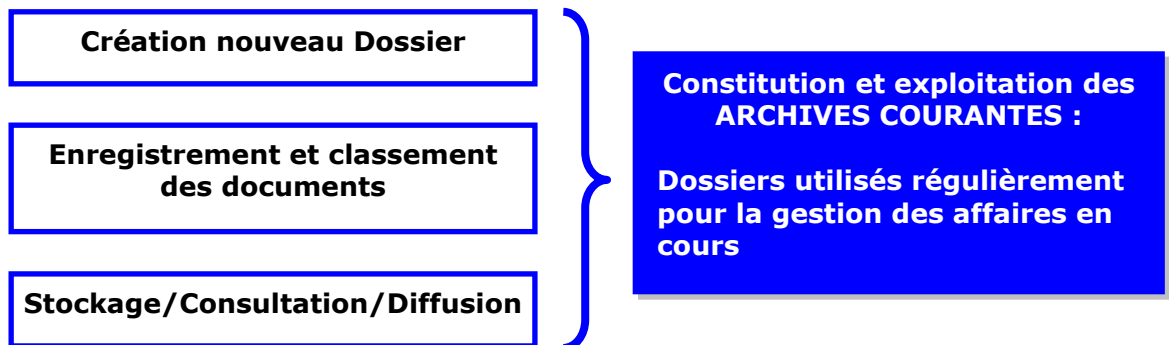 Création nouveau Dossier
Enregistrement et classement
des documents
Stockage/Consultation/Diffusion
Constitution et exploitation des
ARCHIVES COURANTES :
Dossiers utilisés régulièrement
pour la gestion des affaires en
cours